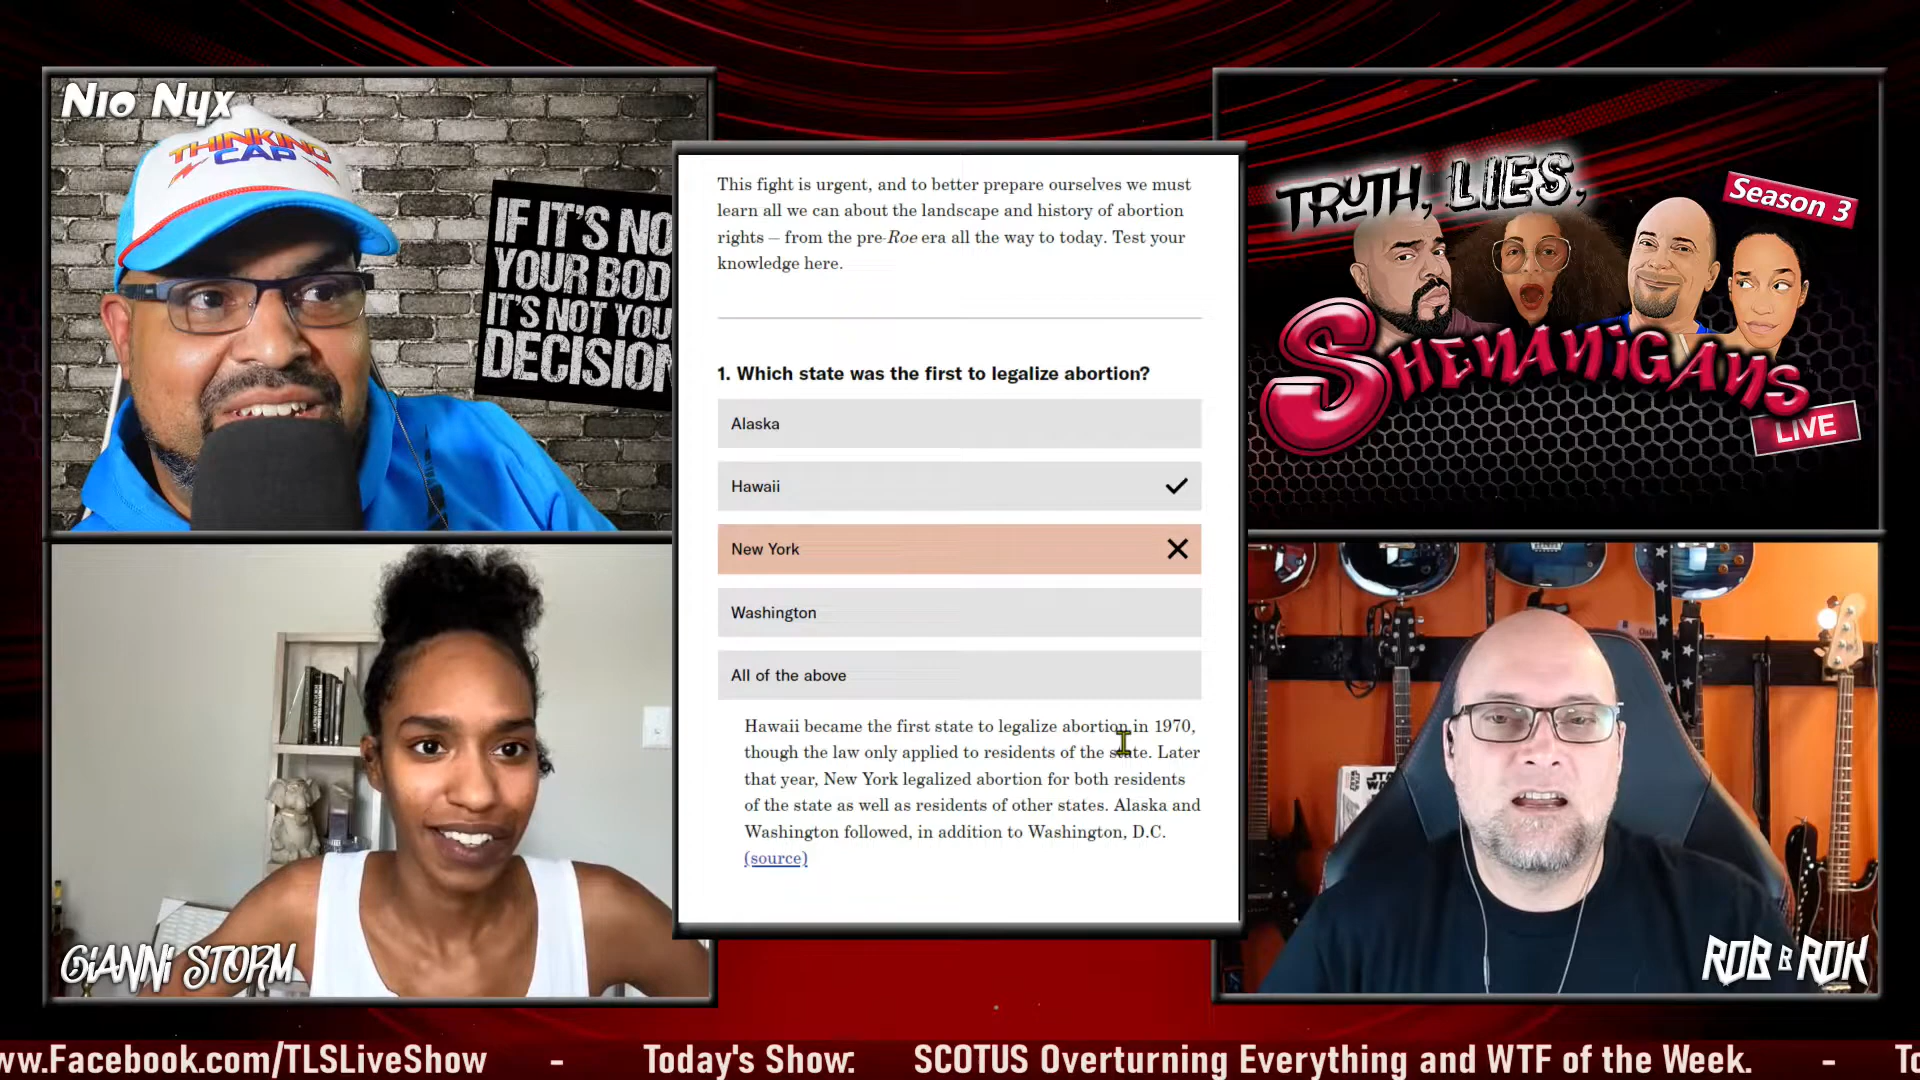 Nio Nyx
THINKING
CAP
IF IT'S NO
YOUR BOD
IT'S NOT YOU
DECISION
This fight is urgent, and to better prepare ourselves we must
learn all we can about the landscape and history of abortion
rights – from the pre-Roe era all the way to today. Test your
knowledge here.
1. Which state was the first to legalize abortion?
Alaska
Hawaii
New York
Washington
All of the above
Hawaii became the first state to legalize abortion in 1970,
though the law only applied to residents of the state. Later
that year, New York legalized abortion for both residents
of the state as well as residents of other states. Alaska and
Washington followed, in addition to Washington, D.C.
(source)
TRUTH, LIES,
Season 3
SHENANIGANS
LIVE
GIANNI STORM
STAR
ROB B ROK
ww.Facebook.com/TLSLiveShow - Today's Show: SCOTUS Overturning Everything and WTF of the Week. - To